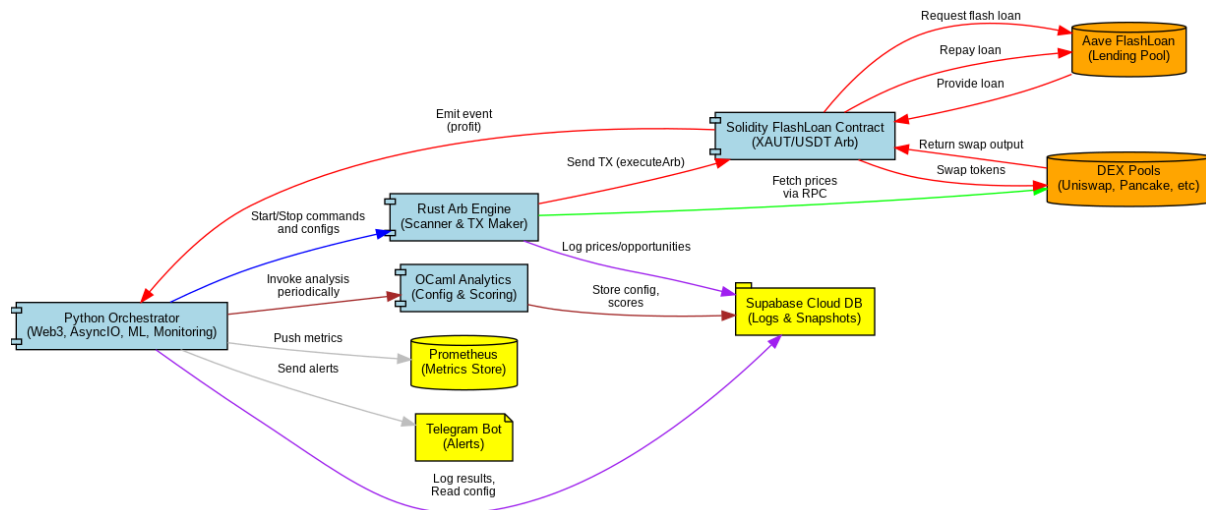 Request flash loan
Aave FlashLoan
(Lending Pool)
Repay loan
Provide loan
Emit event
(profit)
Solidity FlashLoan Contract
(XAUT/USDT Arb)
Return swap output
Send TX (executeArb)
Swap tokens
DEX Pools
(Uniswap, Pancake, etc)
Fetch prices
via RPC
Start/Stop commands
and configs
Rust Arb Engine
(Scanner & TX Maker)
Log prices/opportunities
Invoke analysis
periodically
OCaml Analytics
(Config & Scoring)
Store config,
scores
Supabase Cloud DB
(Logs & Snapshots)
Python Orchestrator
(Web3, AsyncIO, ML, Monitoring)
Push metrics
Prometheus
(Metrics Store)
Send alerts
Telegram Bot
(Alerts)
Log results,
Read config